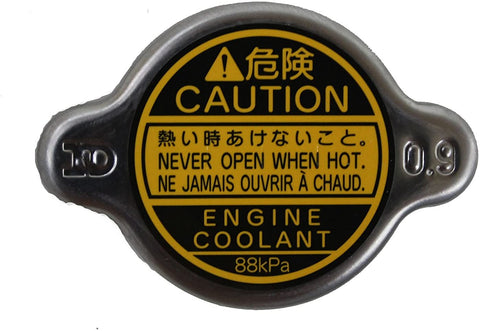 危険
CAUTION
熱い時あけないこと。
NEVER OPEN WHEN HOT.
NE JAMAIS OUVRIR À CHAUD.
ENGINE
COOLANT
88kPa
0.9